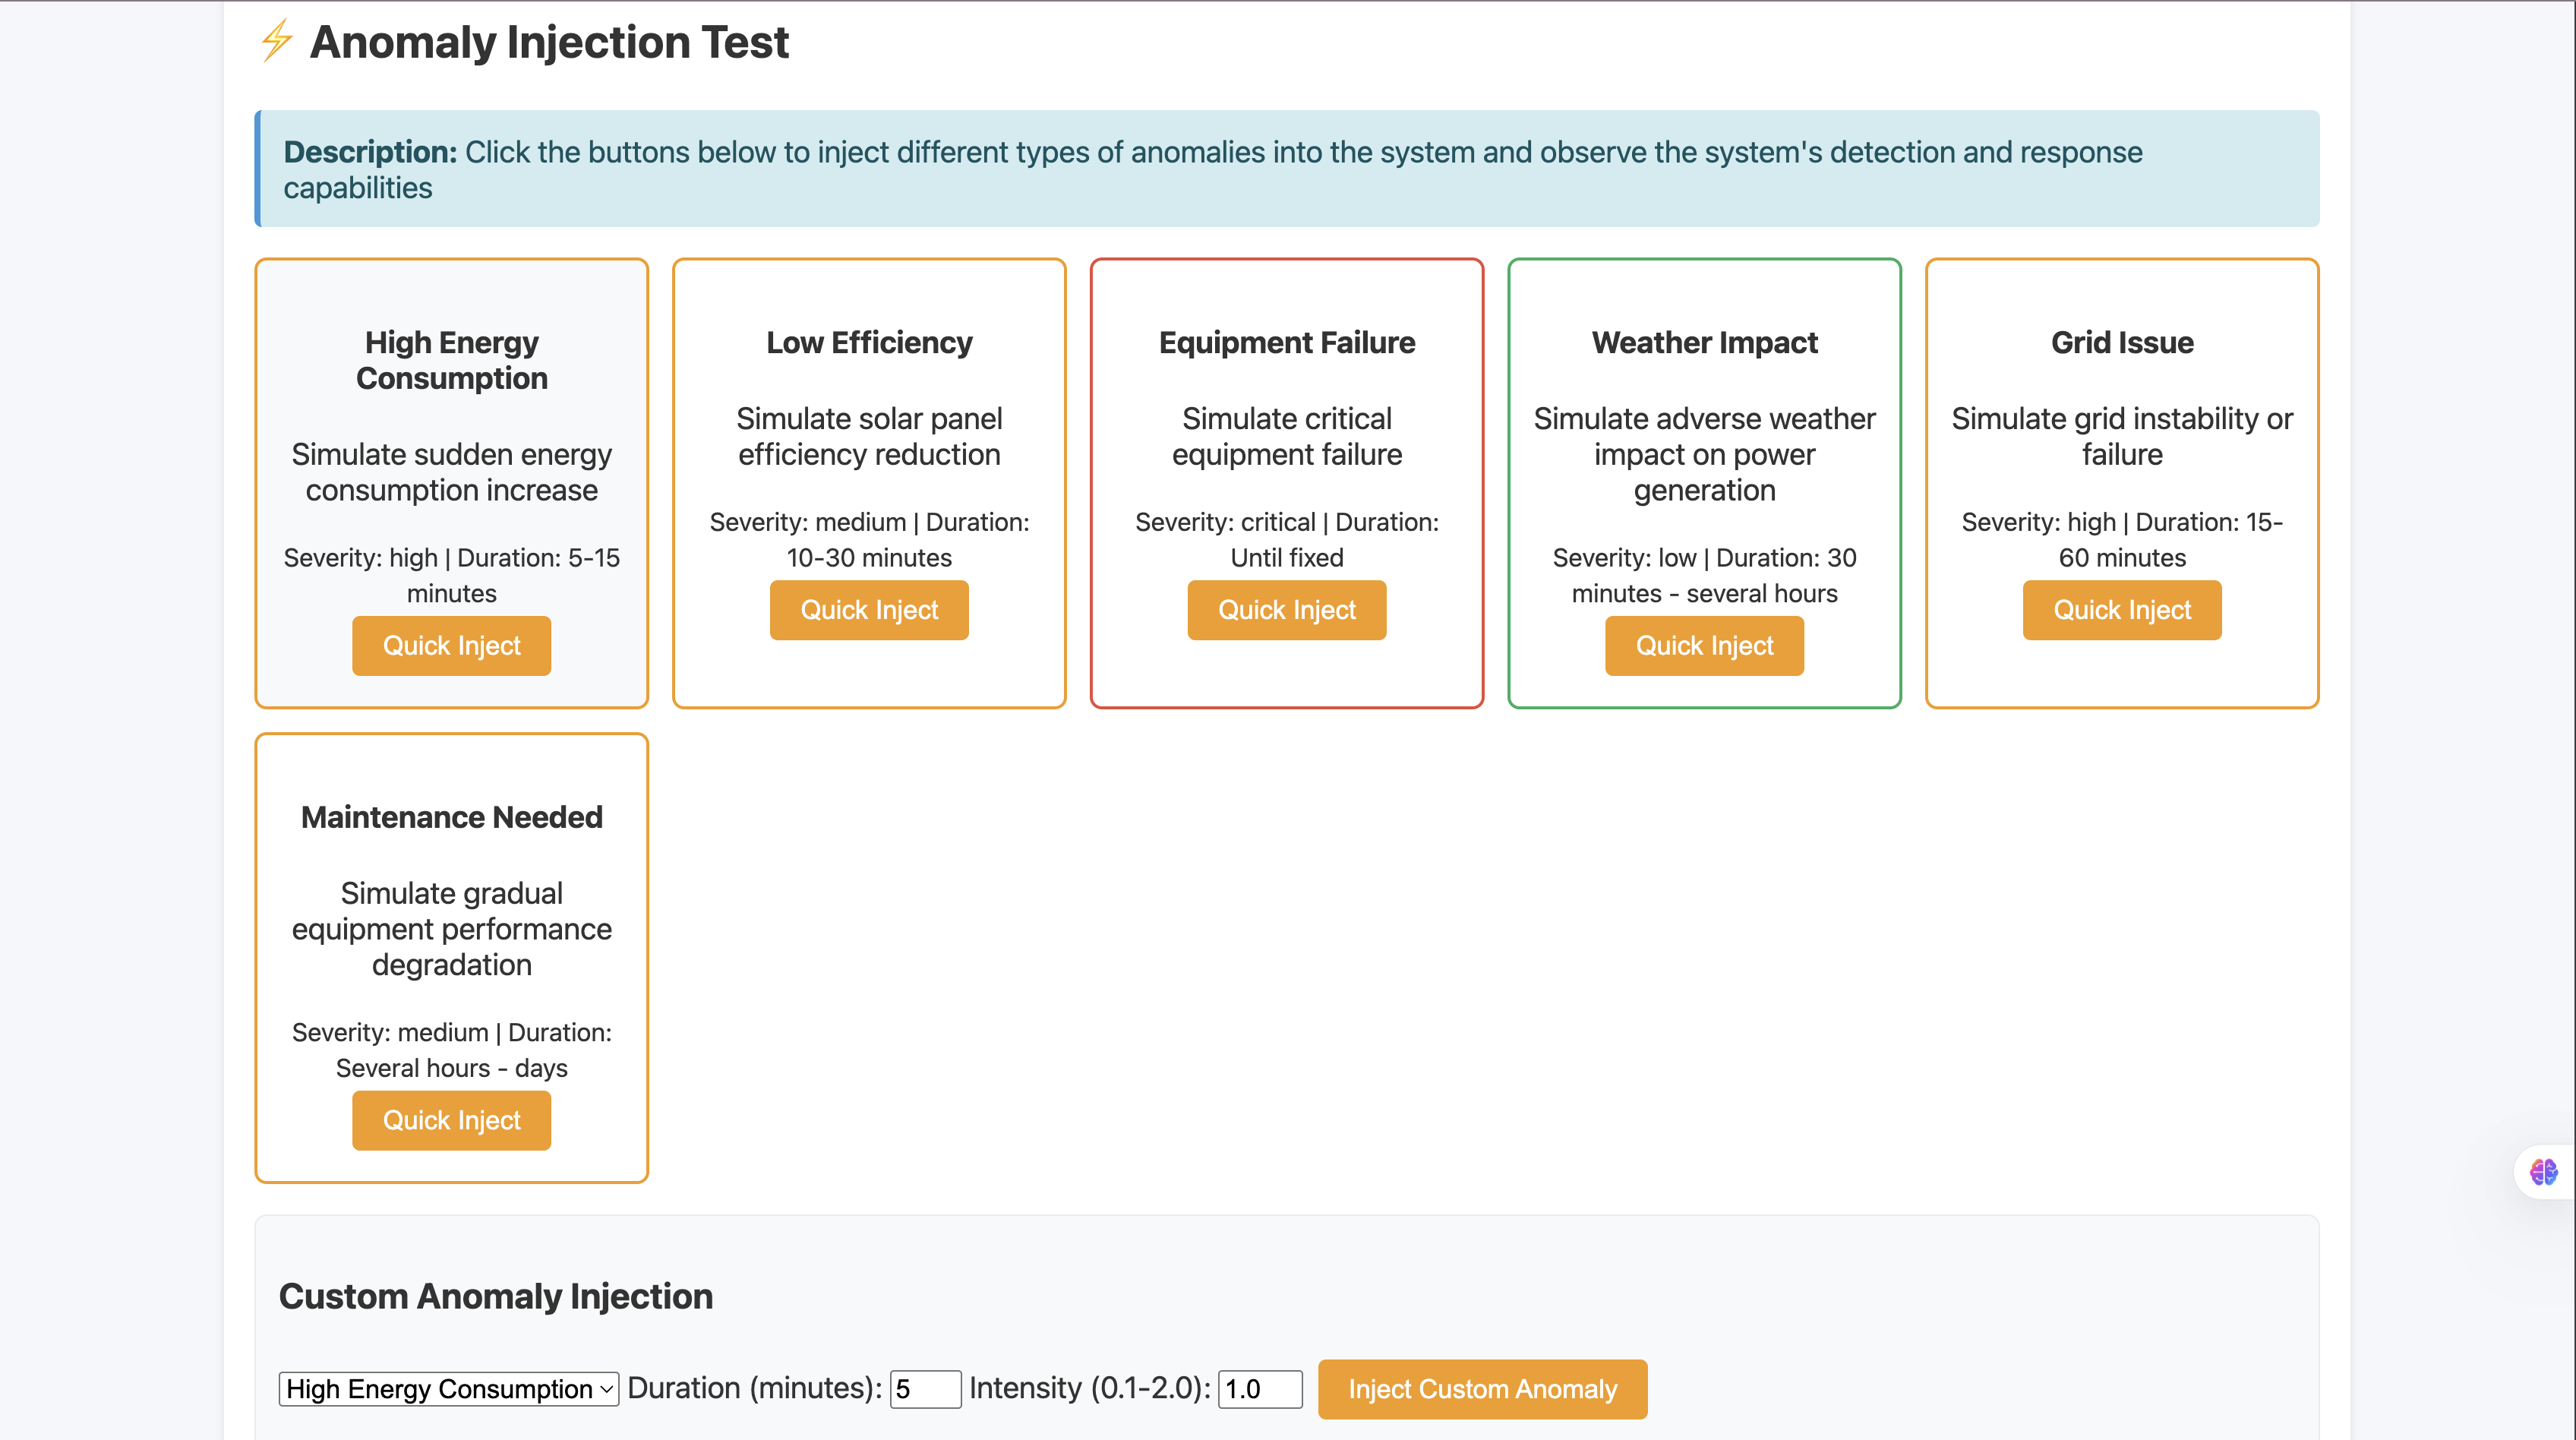 ⚡ Anomaly Injection Test
Description: Click the buttons below to inject different types of anomalies into the system and observe the system's detection and response
capabilities
High Energy
Consumption
Simulate sudden energy
consumption increase
Severity: high | Duration: 5-15
minutes
Quick Inject
Low Efficiency
Simulate solar panel
efficiency reduction
Severity: medium | Duration:
10-30 minutes
Quick Inject
Equipment Failure
Simulate critical
equipment failure
Severity: critical | Duration:
Until fixed
Quick Inject
Weather Impact
Simulate adverse weather
impact on power
generation
Severity: low | Duration: 30
minutes - several hours
Quick Inject
Grid Issue
Simulate grid instability or
failure
Severity: high | Duration: 15-
60 minutes
Quick Inject
Maintenance Needed
Simulate gradual
equipment performance
degradation
Severity: medium | Duration:
Several hours - days
Quick Inject
Custom Anomaly Injection
High Energy Consumption Duration (minutes): 5 Intensity (0.1-2.0): 1.0 Inject Custom Anomaly